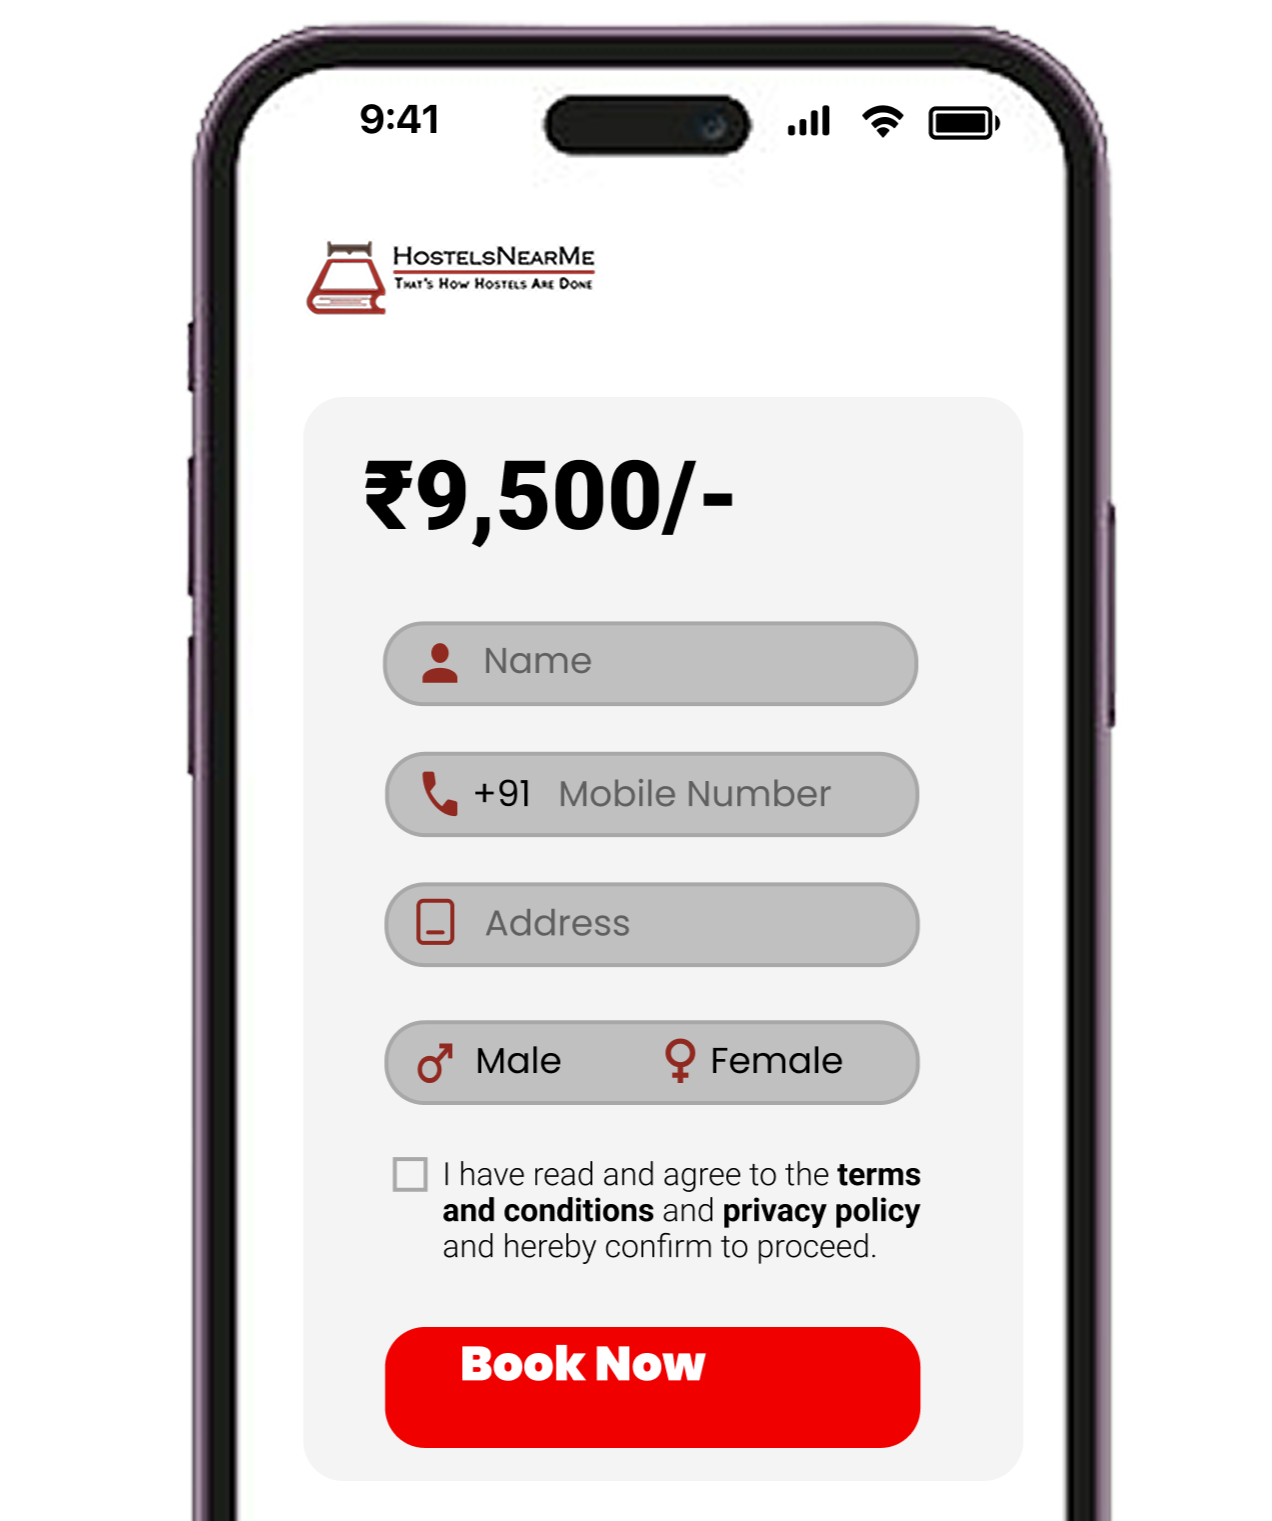 9:41
HostelsNearMe
That's How Hostels Are Done
₹9,500/-
Name
+91 Mobile Number
Address
Male Female
I have read and agree to the terms
and conditions and privacy policy
and hereby confirm to proceed.
Book Now